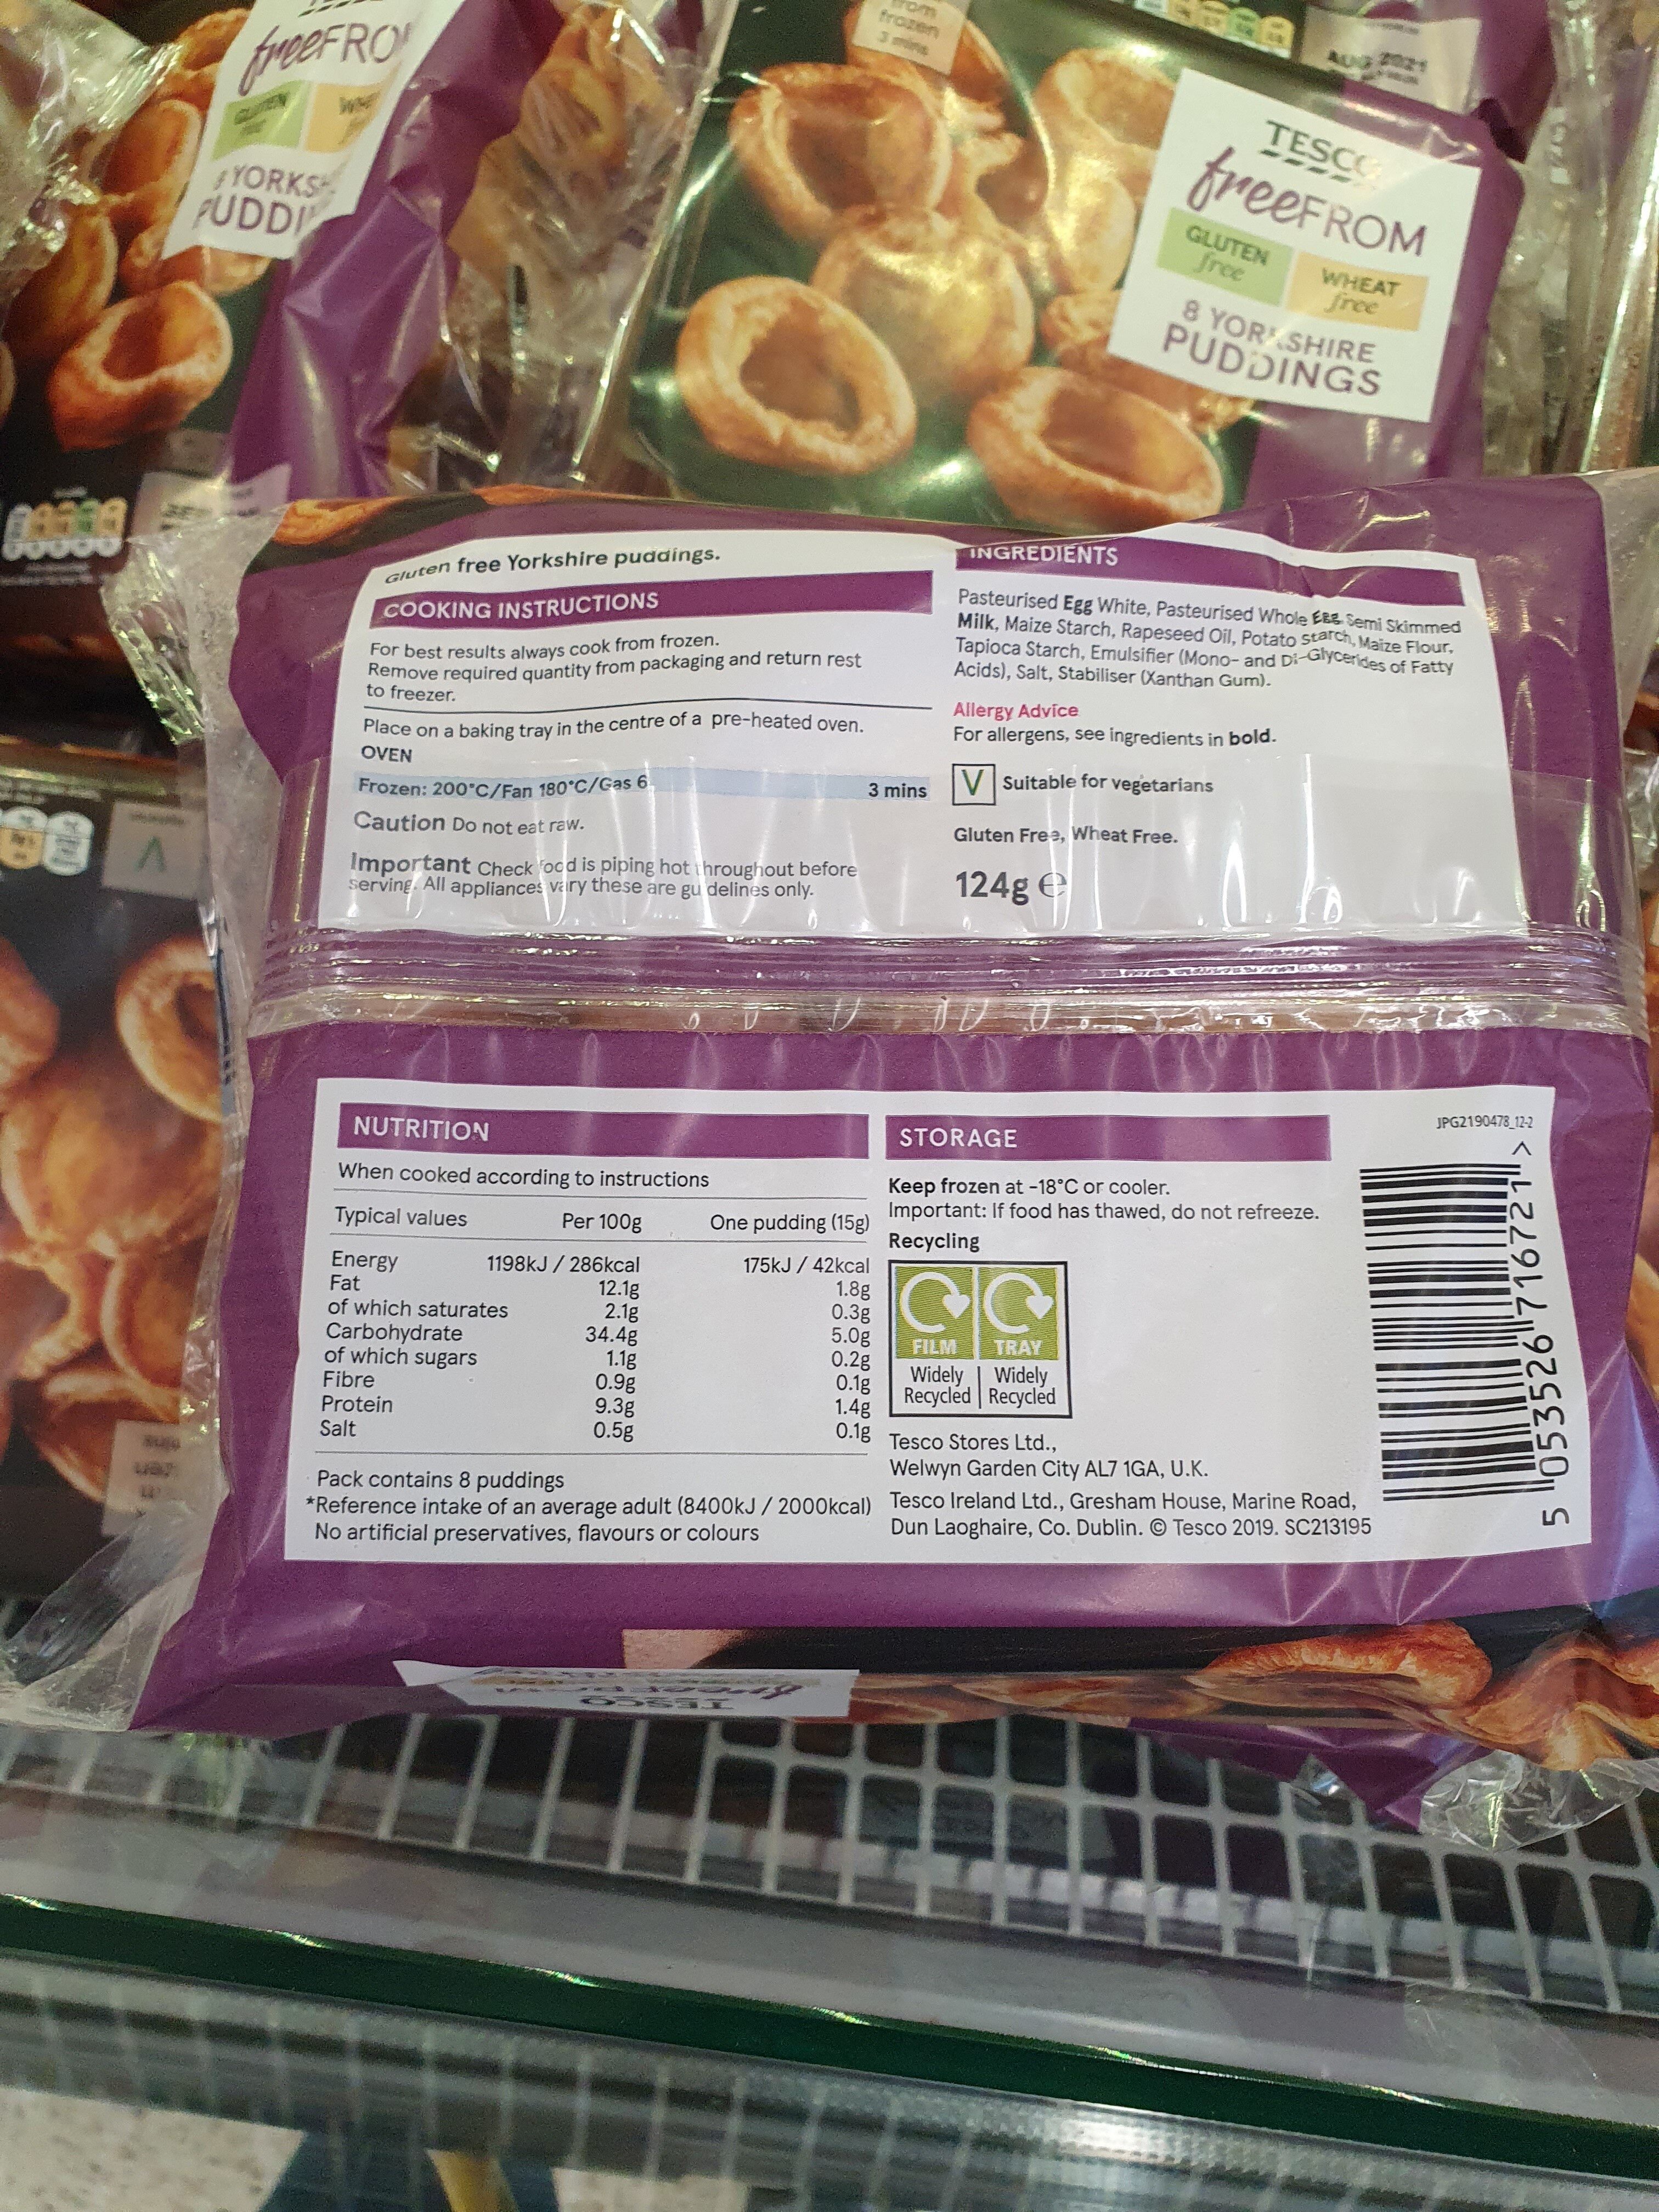 freeFRO
YORKS
PUDDI
from
frozen
3 mins
AUG 2021
TESCO
freeFROM
GLUTEN
free
WHEAT
free
8 YORKSHIRE
PUDDINGS
Gluten free Yorkshire puddings.
COOKING INSTRUCTIONS
For best results always cook from frozen.
Remove required quantity from packaging and return rest
to freezer.
Place on a baking tray in the centre of a pre-heated oven.
OVEN
Frozen: 200°C/Fan 180°C/Gas 6 3 mins
Caution Do not eat raw.
Important Check food is piping hot throughout before
serving. All appliances vary these are guidelines only.
INGREDIENTS
Pasteurised Egg White, Pasteurised Whole Egg, Semi Skimmed
Milk, Maize Starch, Rapeseed Oil, Potato starch, Maize Flour,
Tapioca Starch, Emulsifier (Mono- and Di-Glycerides of Fatty
Acids), Salt, Stabiliser (Xanthan Gum).
Allergy Advice
For allergens, see ingredients in bold.
V Suitable for vegetarians
Gluten Free, Wheat Free.
124g ℮
NUTRITION
When cooked according to instructions
Typical values Per 100g One pudding (15g)
Energy 1198kJ / 286kcal 175kJ / 42kcal
Fat 12.1g 1.8g
of which saturates 2.1g 0.3g
Carbohydrate 34.4g 5.0g
of which sugars 1.1g 0.2g
Fibre 0.9g 0.1g
Protein 9.3g 1.4g
Salt 0.5g 0.1g
Pack contains 8 puddings
*Reference intake of an average adult (8400kJ / 2000kcal)
No artificial preservatives, flavours or colours
STORAGE
Keep frozen at -18°C or cooler.
Important: If food has thawed, do not refreeze.
Recycling
FILM TRAY
Widely Widely
Recycled Recycled
Tesco Stores Ltd.,
Welwyn Garden City AL7 1GA, U.K.
Tesco Ireland Ltd., Gresham House, Marine Road,
Dun Laoghaire, Co. Dublin. © Tesco 2019. SC213195
JPG2190478_12-2
5 053526 716721 >
TESCO